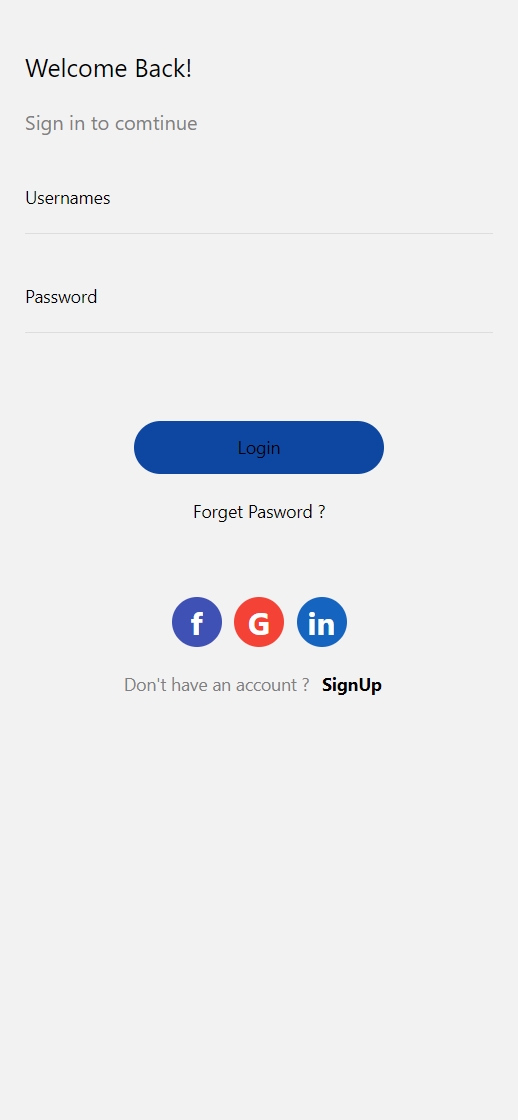 Welcome Back!
Sign in to comtinue
Usernames
Password
Login
Forget Pasword ?
f G in
Don't have an account ? SignUp